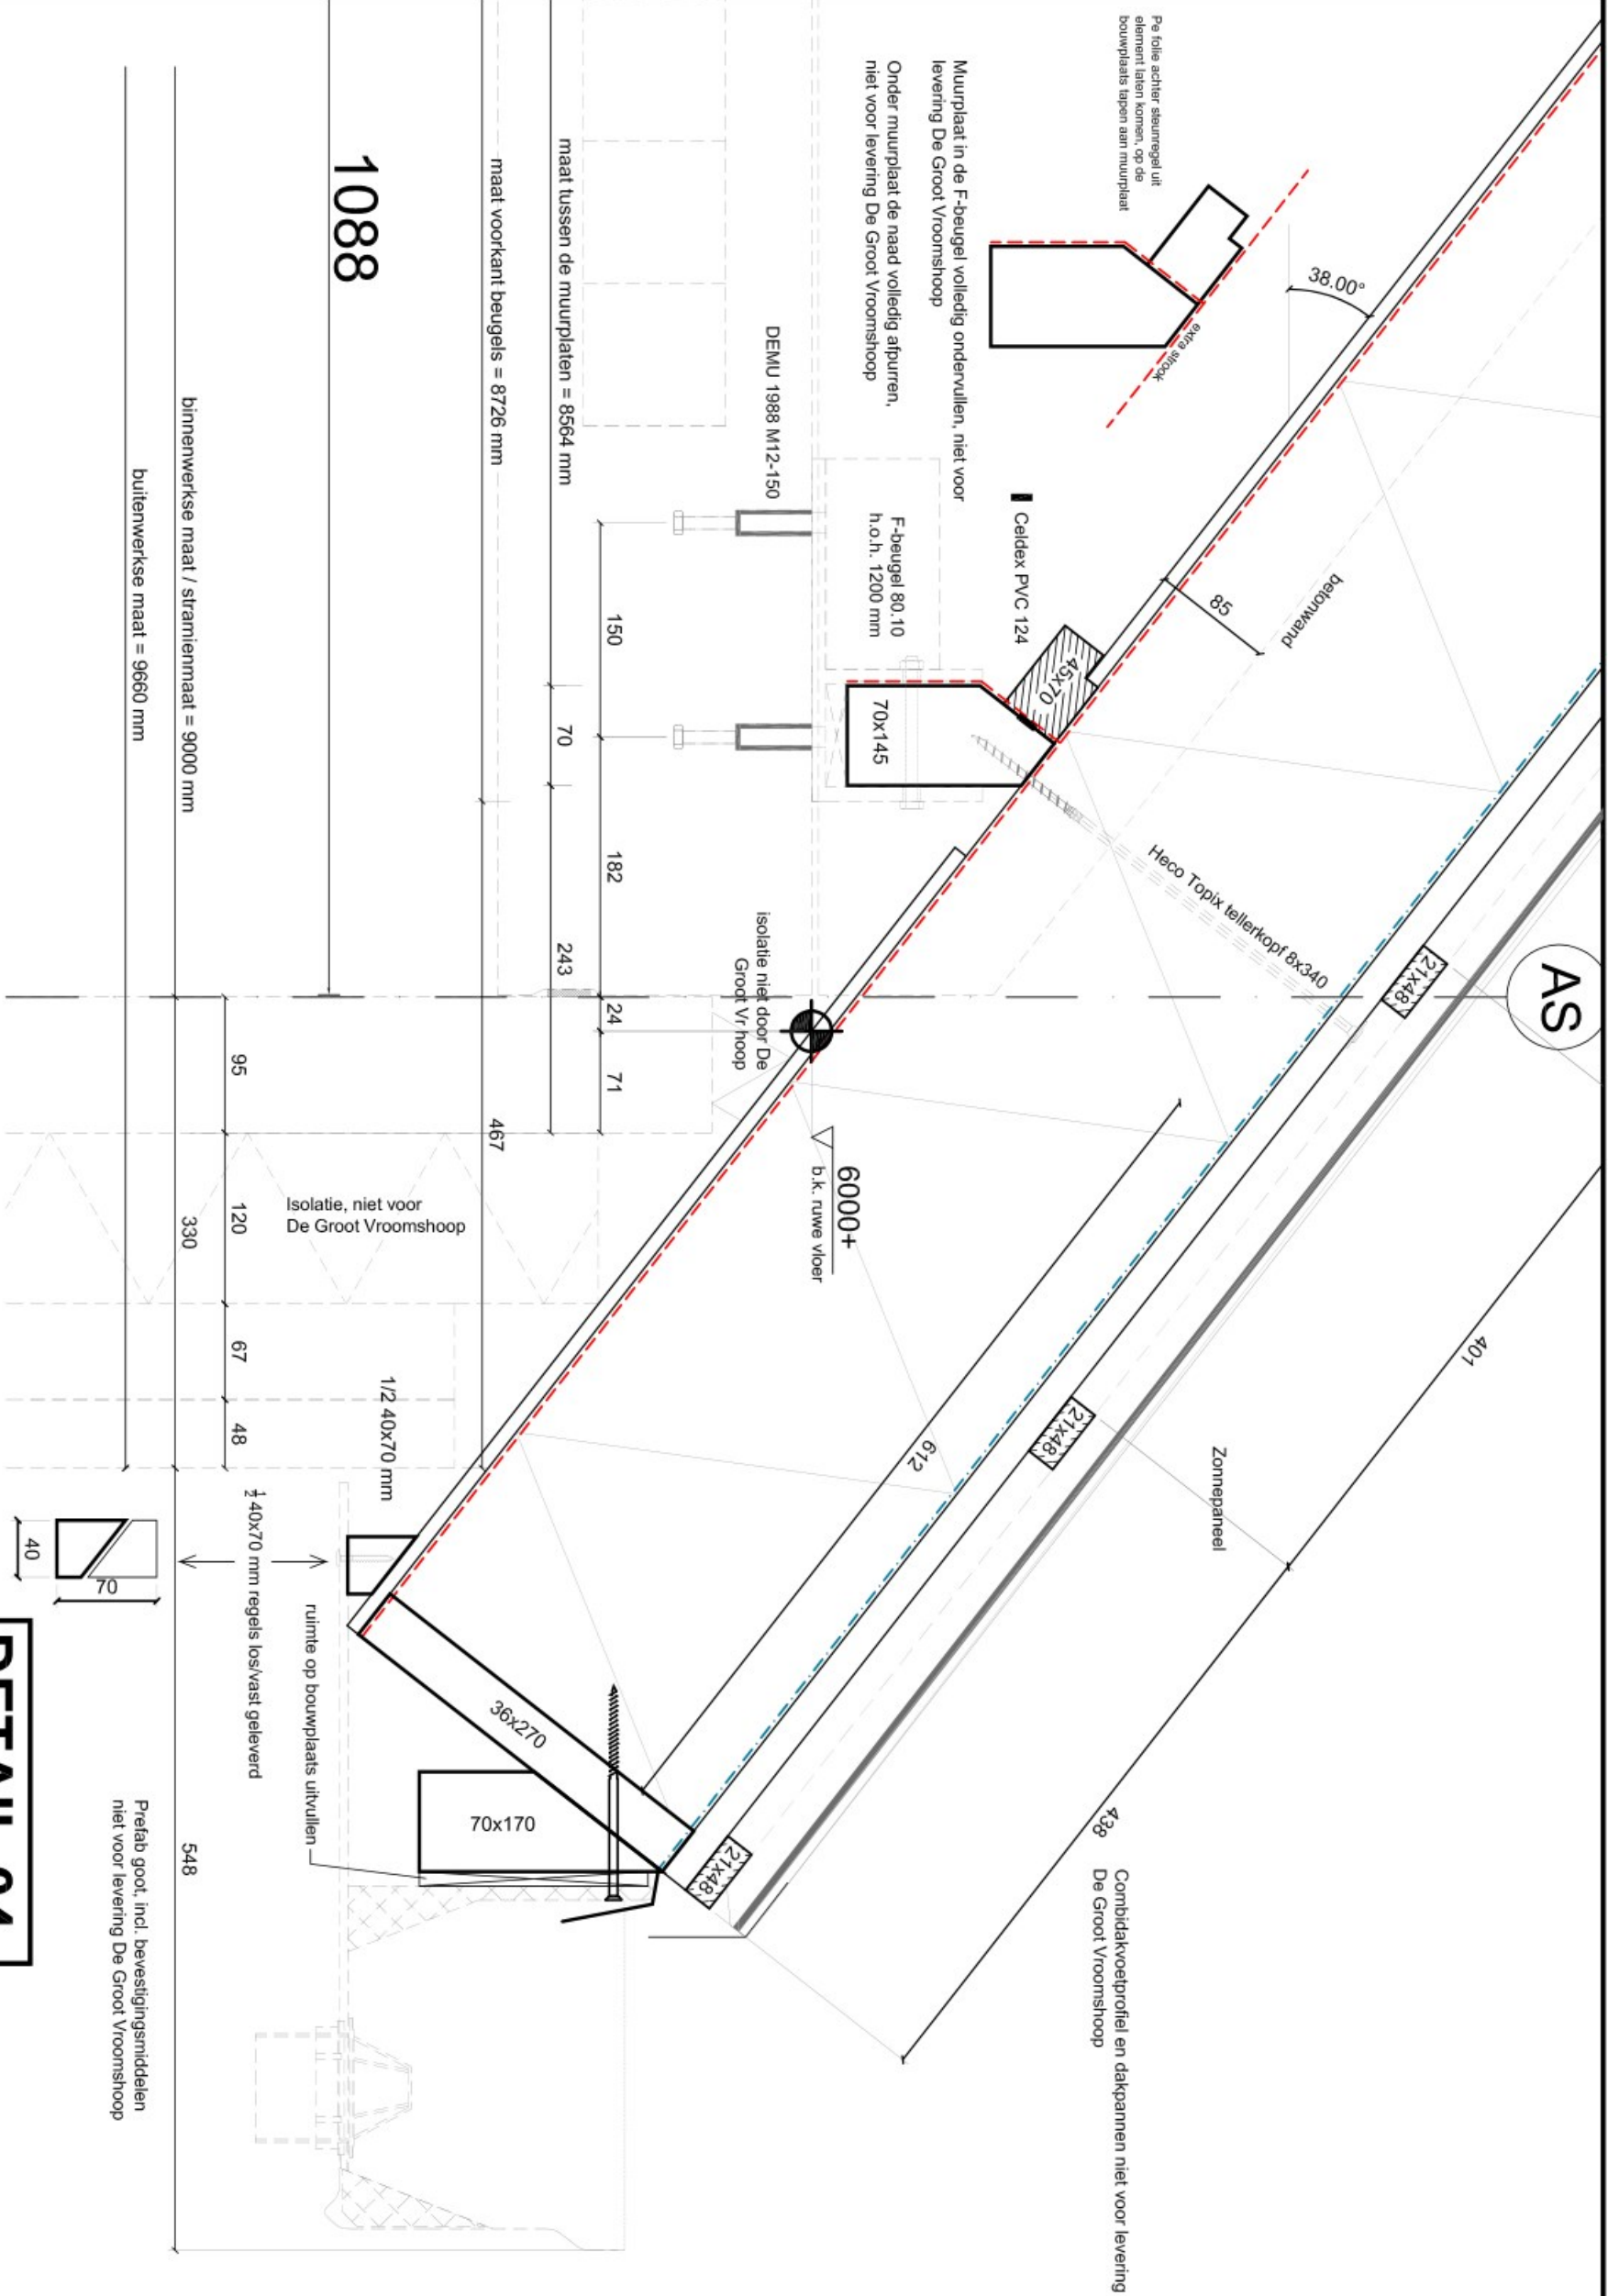 AS
Pe folie achter steunregel uit
element laten komen, op de
bouwplaats tapen aan muurplaat
38.00°
extra strook
betonwand
85
Muurplaat in de F-beugel volledig ondervullen, niet voor
levering De Groot Vroomshoop
Onder muurplaat de naad volledig afpurren,
niet voor levering De Groot Vroomshoop
Celdex PVC 124
45x70
70x145
F-beugel 80.10
h.o.h. 1200 mm
DEMU 1988 M12-150
Heco Topix tellerkopf 8x340
21x48
21x48
21x48
401
438
612
Zonnepaneel
Combidakvoetprofiel en dakpannen niet voor levering
De Groot Vroomshoop
6000+
b.k. ruwe vloer
isolatie niet door De
Groot Vr hoop
150
182
24
71
maat tussen de muurplaten = 8564 mm
70
243
maat voorkant beugels = 8726 mm
467
36x270
70x170
1088
Isolatie, niet voor
De Groot Vroomshoop
1/2 40x70 mm
ruimte op bouwplaats uitvullen
½ 40x70 mm regels los/vast geleverd
95
120
67
48
binnenwerkse maat / stramienmaat = 9000 mm
330
548
buitenwerkse maat = 9660 mm
Prefab goot, incl. bevestigingsmiddelen
niet voor levering De Groot Vroomshoop
70
40